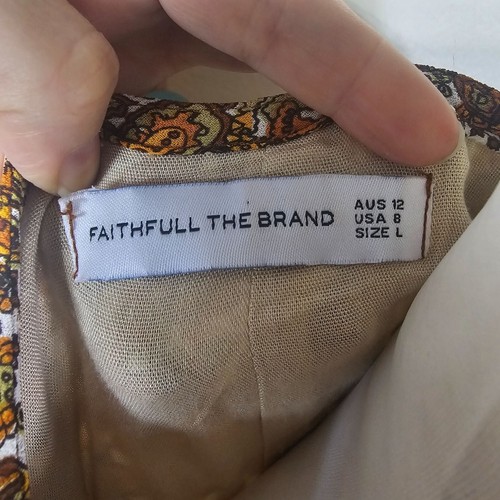 FAITHFULL THE BRAND
AUS 12
USA 8
SIZE L